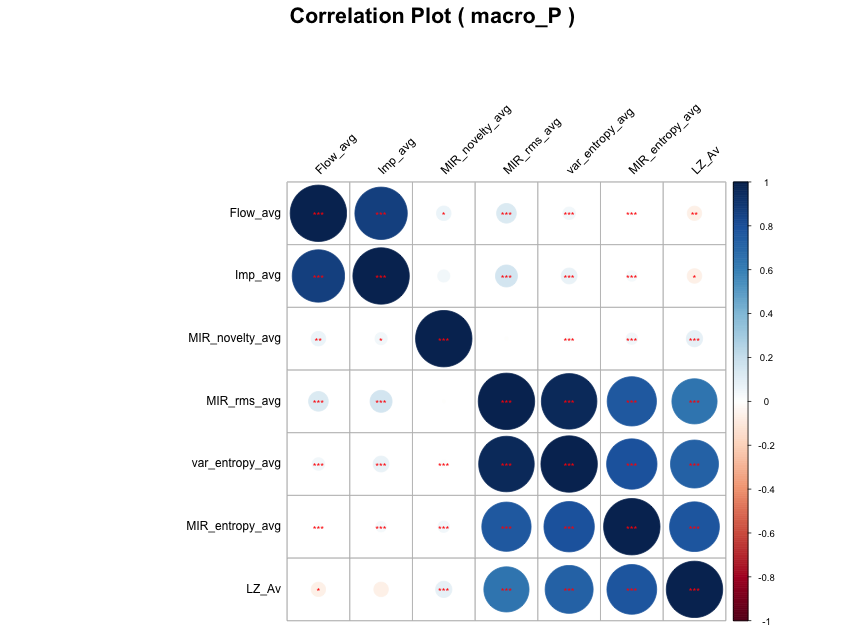 Correlation Plot ( macro_P )
Flow_avg
Imp_avg
MIR_novelty_avg
MIR_rms_avg
var_entropy_avg
MIR_entropy_avg
LZ_Av
Flow_avg *** *** * *** *** *** **
Imp_avg *** *** *** *** *** *
MIR_novelty_avg ** * *** *** *** ***
MIR_rms_avg *** *** *** *** *** ***
var_entropy_avg *** *** *** *** *** *** ***
MIR_entropy_avg *** *** *** *** *** *** ***
LZ_Av * *** *** *** *** ***
1
0.8
0.6
0.4
0.2
0
-0.2
-0.4
-0.6
-0.8
-1